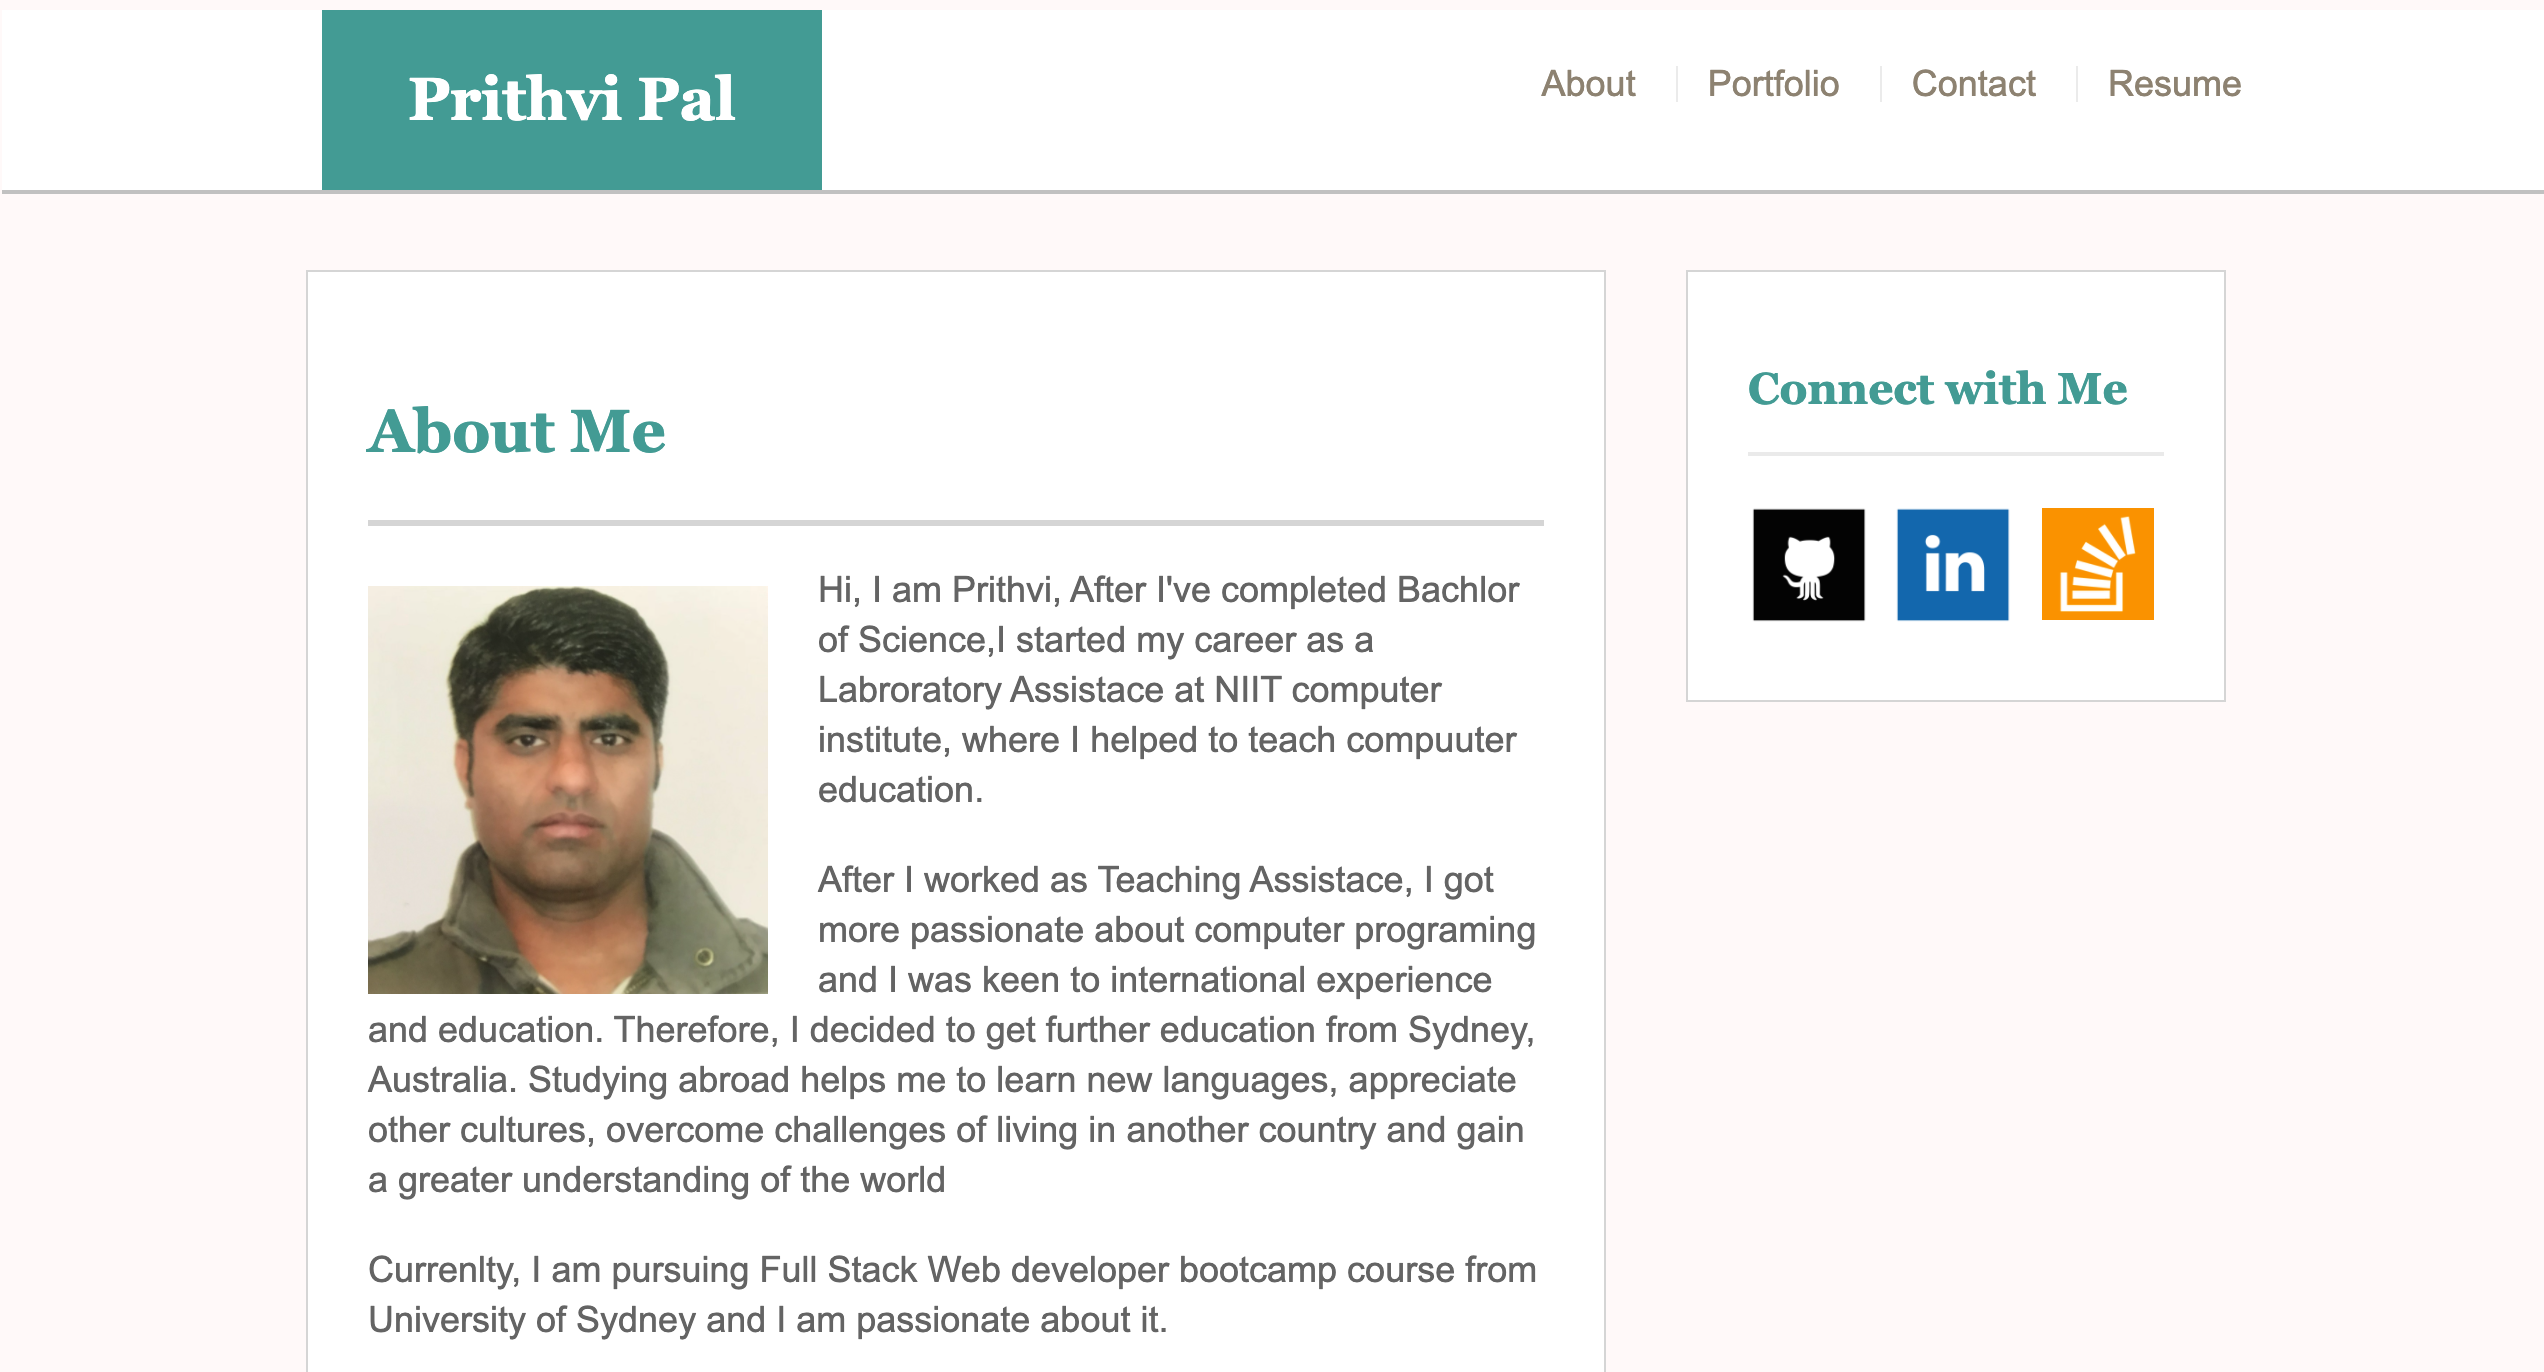 Prithvi Pal
About
Portfolio
Contact
Resume
About Me
Hi, I am Prithvi, After I've completed Bachlor
of Science,I started my career as a
Labroratory Assistace at NIIT computer
institute, where I helped to teach compuuter
education.
After I worked as Teaching Assistace, I got
more passionate about computer programing
and I was keen to international experience
and education. Therefore, I decided to get further education from Sydney,
Australia. Studying abroad helps me to learn new languages, appreciate
other cultures, overcome challenges of living in another country and gain
a greater understanding of the world
Currenlty, I am pursuing Full Stack Web developer bootcamp course from
University of Sydney and I am passionate about it.
Connect with Me
in